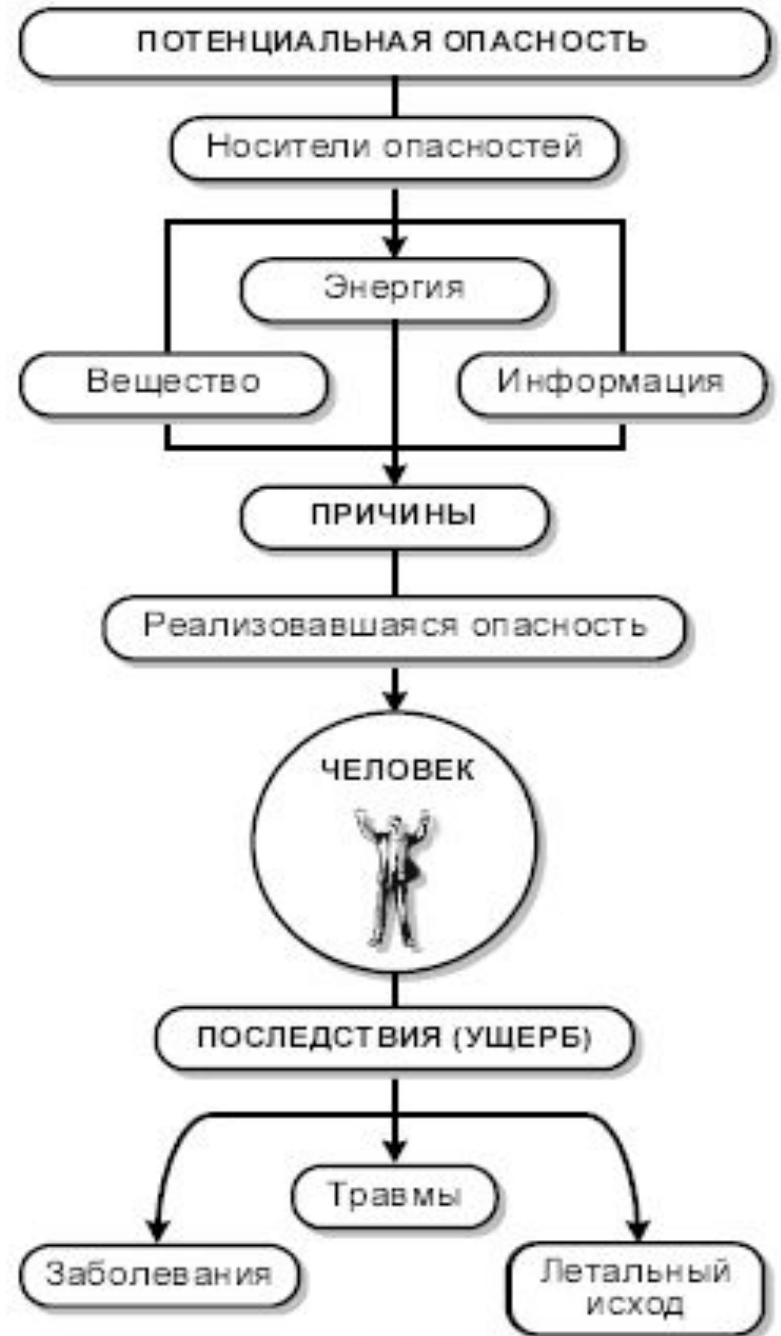 ПОТЕНЦИАЛЬНАЯ ОПАСНОСТЬ
Носители опасностей
Энергия
Вещество
Информация
ПРИЧИНЫ
Реализовавшаяся опасность
ЧЕЛОВЕК
ПОСЛЕДСТВИЯ (УЩЕРБ)
Травмы
Заболевания
Летальный
исход